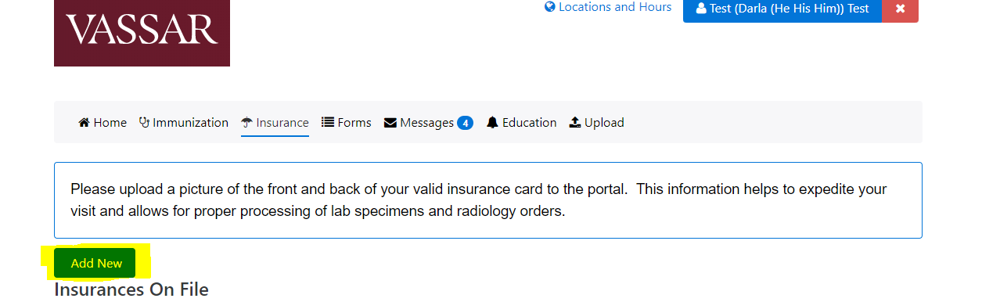 VASSAR
Locations and Hours
Test (Darla (He His Him)) Test
Home Immunization Insurance Forms Messages 4 Education Upload
Please upload a picture of the front and back of your valid insurance card to the portal.  This information helps to expedite your
visit and allows for proper processing of lab specimens and radiology orders.
Add New
Insurances On File